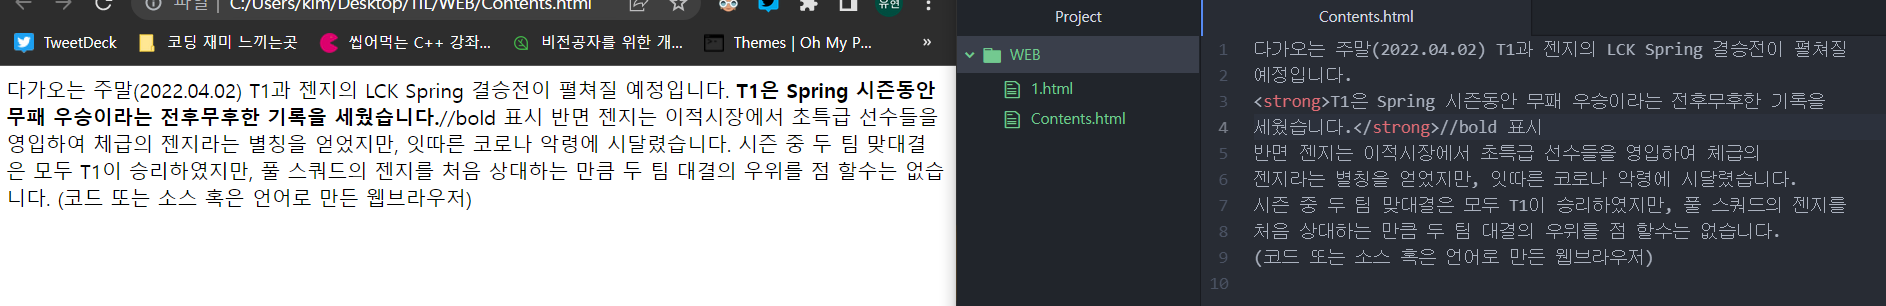 파일 | C:/Users/kim/Desktop/TIL/WEB/Contents.html
유현
TweetDeck 코딩 재미 느끼는곳 씹어먹는 C++ 강좌... 비전공자를 위한 개... Themes | Oh My P... »
다가오는 주말(2022.04.02) T1과 젠지의 LCK Spring 결승전이 펼쳐질 예정입니다. T1은 Spring 시즌동안
무패 우승이라는 전후무후한 기록을 세웠습니다.//bold 표시 반면 젠지는 이적시장에서 초특급 선수들을
영입하여 체급의 젠지라는 별칭을 얻었지만, 잇따른 코로나 악령에 시달렸습니다. 시즌 중 두 팀 맞대결
은 모두 T1이 승리하였지만, 풀 스쿼드의 젠지를 처음 상대하는 만큼 두 팀 대결의 우위를 점 할수는 없습
니다. (코드 또는 소스 혹은 언어로 만든 웹브라우저)
Project
WEB
1.html
Contents.html
Contents.html
1 다가오는 주말(2022.04.02) T1과 젠지의 LCK Spring 결승전이 펼쳐질
2 예정입니다.
3 <strong>T1은 Spring 시즌동안 무패 우승이라는 전후무후한 기록을
4 세웠습니다.</strong>//bold 표시
5 반면 젠지는 이적시장에서 초특급 선수들을 영입하여 체급의
6 젠지라는 별칭을 얻었지만, 잇따른 코로나 악령에 시달렸습니다.
7 시즌 중 두 팀 맞대결은 모두 T1이 승리하였지만, 풀 스쿼드의 젠지를
8 처음 상대하는 만큼 두 팀 대결의 우위를 점 할수는 없습니다.
9 (코드 또는 소스 혹은 언어로 만든 웹브라우저)
10